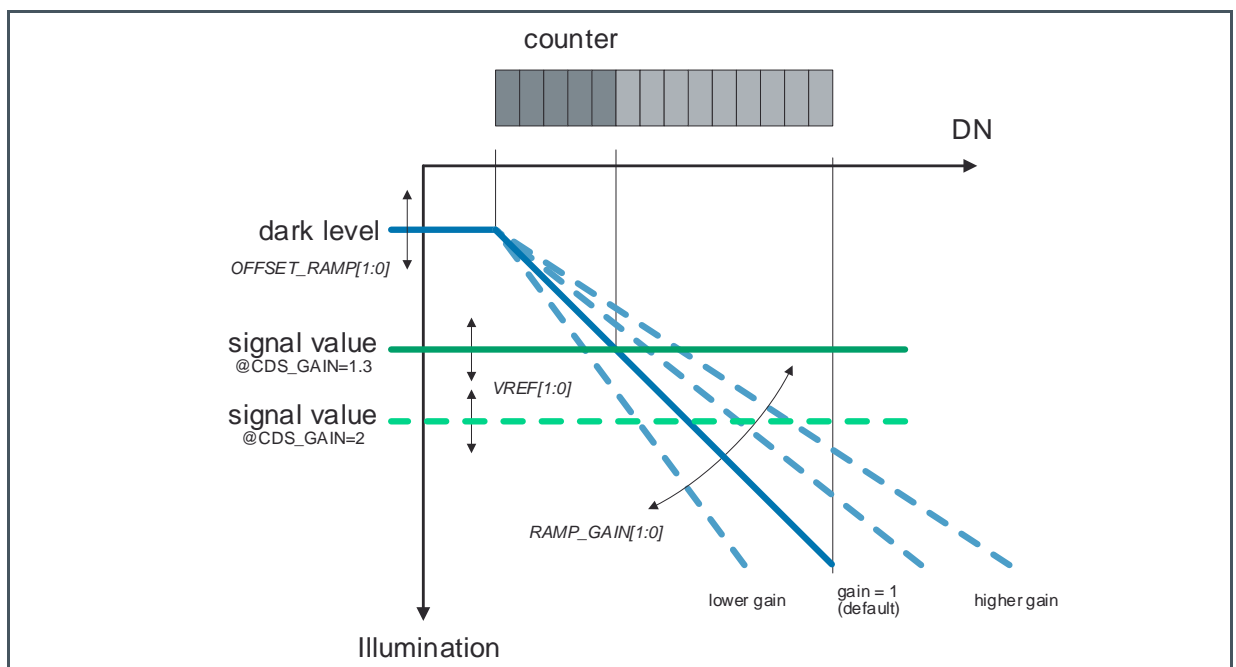 counter
DN
dark level
OFFSET_RAMP[1:0]
signal value
@CDS_GAIN=1.3
VREF[1:0]
signal value
@CDS_GAIN=2
RAMP_GAIN[1:0]
lower gain
gain = 1
(default)
higher gain
Illumination